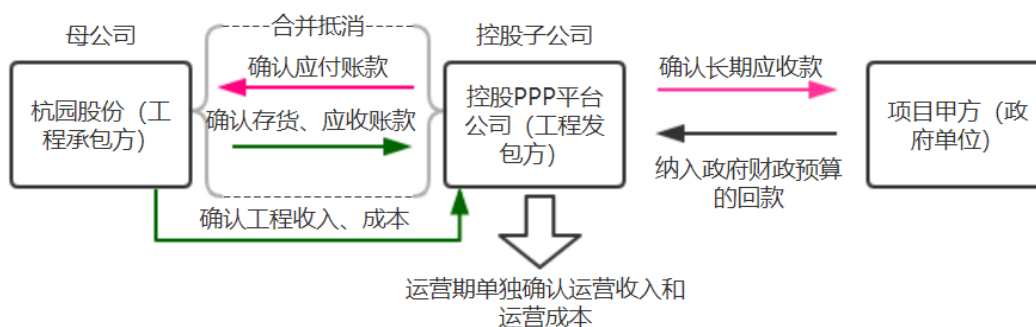 -----合并抵消-----
母公司
控股子公司
确认应付账款
确认长期应收款
杭园股份（工
程承包方）
控股PPP平台
公司（工程发
包方）
项目甲方（政
府单位）
确认存货、应收账款
纳入政府财政预算
的回款
确认工程收入、成本
运营期单独确认运营收入和
运营成本